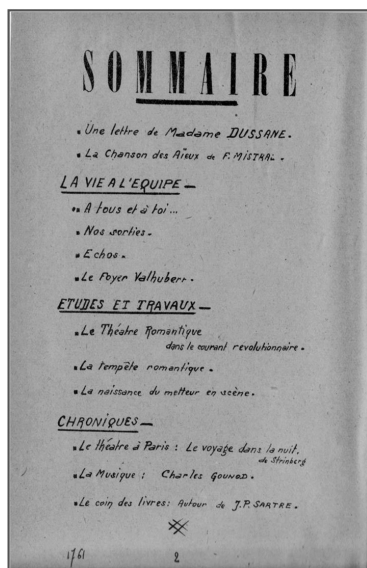 SOMMAIRE
Une lettre de Madame DUSSANE.
La Chanson des Aïeux de F. MISTRAL.
LA VIE A L'EQUIPE
A tous et à toi...
Nos sorties.
Echos.
Le Foyer Valhubert.
ETUDES ET TRAVAUX
Le Théatre Romantique
dans le courant revolutionnaire.
La tempête romantique.
La naissance du metteur en scène.
CHRONIQUES
Le théâtre à Paris : Le voyage dans la nuit.
de Strinberg
La Musique : Charles GOUNOD.
Le coin des livres : Autour de J.P. SARTRE.
1761 2